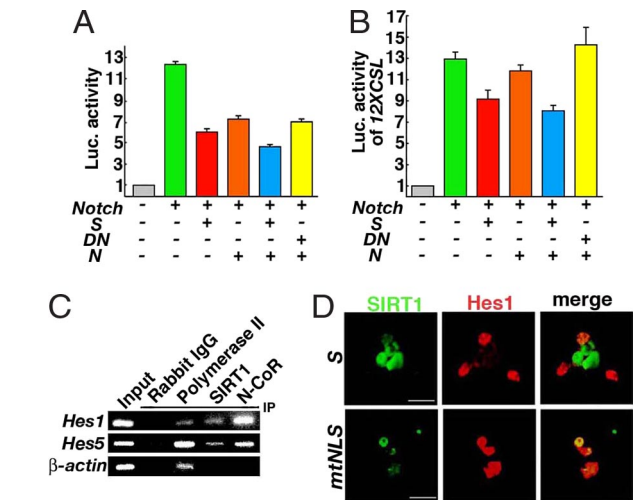 A
Luc. activity
13
11
9
7
5
3
1
Notch - + + + + +
S - - + - + -
DN - - - - - +
N - - - + + +
B
Luc. activity
of 12XCSL
17
15
13
11
9
7
5
3
1
Notch - + + + + +
S - - + - + -
DN - - - - - +
N - - - + + +
C
Input
Rabbit IgG
Polymerase II
SIRT1
N-CoR
IP
Hes1
Hes5
β-actin
D
SIRT1 Hes1 merge
S
mtNLS